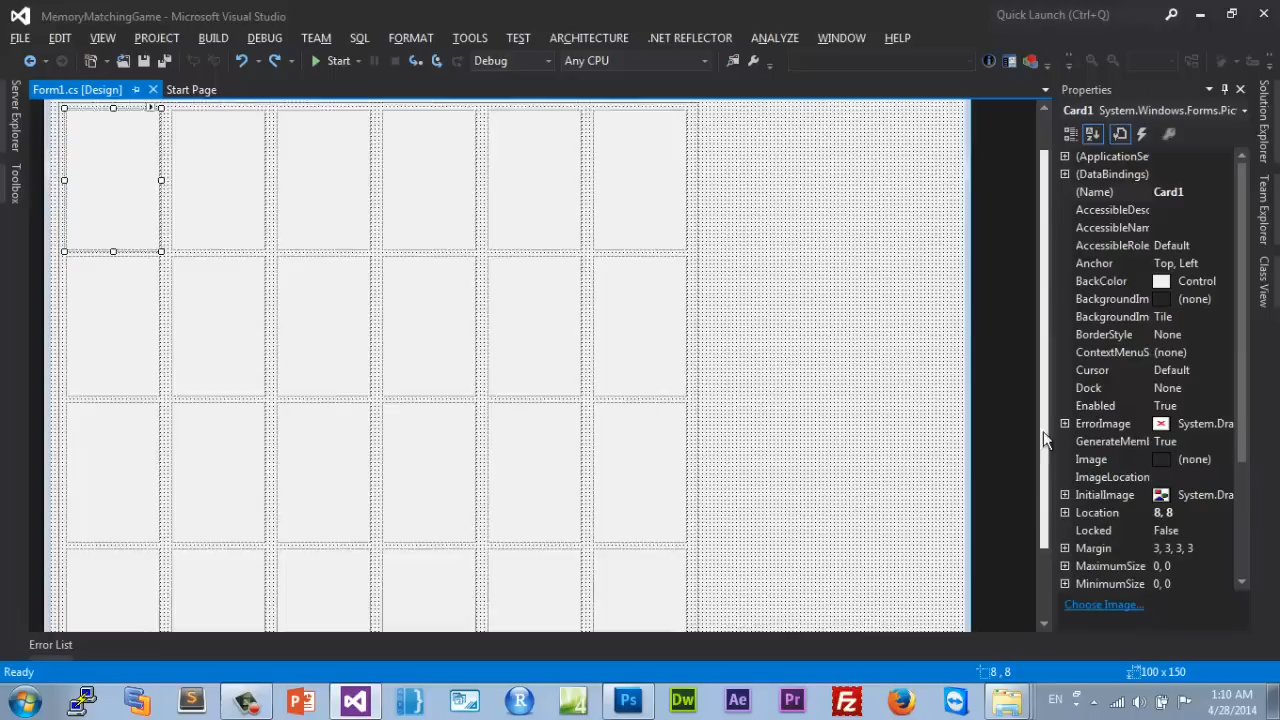 MemoryMatchingGame - Microsoft Visual Studio
Quick Launch (Ctrl+Q)
FILE EDIT VIEW PROJECT BUILD DEBUG TEAM SQL FORMAT TOOLS TEST ARCHITECTURE .NET REFLECTOR ANALYZE WINDOW HELP
Start Debug Any CPU
Server Explorer
Toolbox
Form1.cs [Design] Start Page
Properties
Card1 System.Windows.Forms.Pic
(ApplicationSe
(DataBindings)
(Name) Card1
AccessibleDesc
AccessibleNam
AccessibleRole Default
Anchor Top, Left
BackColor Control
BackgroundIm (none)
BackgroundIm Tile
BorderStyle None
ContextMenuS (none)
Cursor Default
Dock None
Enabled True
ErrorImage System.Dra
GenerateMeml True
Image (none)
ImageLocation
InitialImage System.Dra
Location 8, 8
Locked False
Margin 3, 3, 3, 3
MaximumSize 0, 0
MinimumSize 0, 0
Choose Image...
Solution Explorer
Team Explorer
Class View
Error List
Ready 8 , 8 100 x 150
S
R
4
Ps
Dw
Ae
Pr
Fz
EN
1:10 AM
4/28/2014